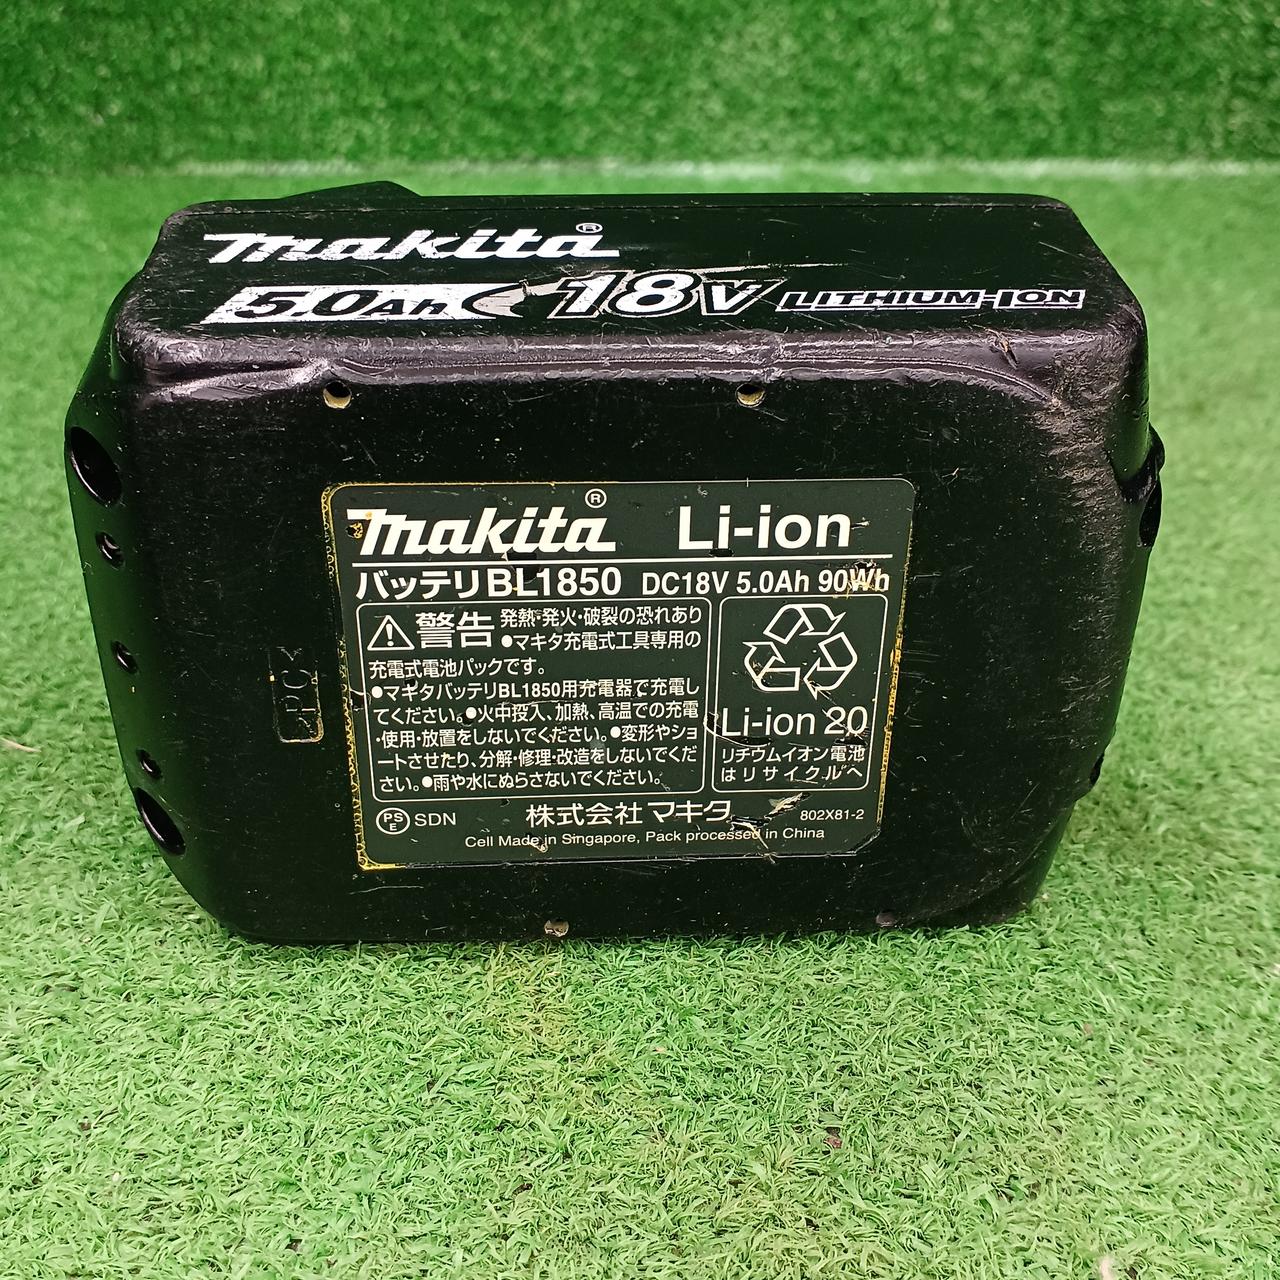 makita®
5.0Ah 18V LITHIUM-ION
makita® Li-ion
バッテリBL1850 DC18V 5.0Ah 90Wh
警告 発熱・発火・破裂の恐れあり
●マキタ充電式工具専用の
充電式電池パックです。
●マキタバッテリBL1850用充電器で充電し
てください。●火中投入、加熱、高温での充電
・使用・放置をしないでください。●変形やショ
ートさせたり、分解・修理・改造をしないでくだ
さい。●雨や水にぬらさないでください。
Li-ion 20
リチウムイオン電池
はリサイクルへ
PSE SDN
株式会社マキタ
802X81-2
Cell Made in Singapore, Pack processed in China
>PC<